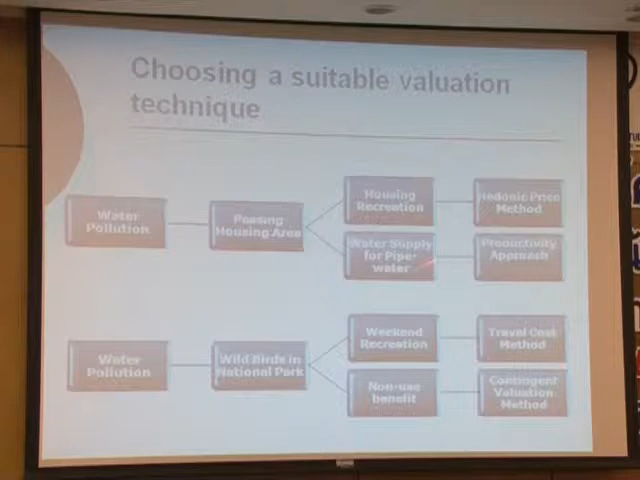 Choosing a suitable valuation
technique
Water
Pollution
Passing
Housing Area
Housing
Recreation
Hedonic Price
Method
Water Supply
for Pipe-
water
Productivity
Approach
Water
Pollution
Wild Birds in
National Park
Weekend
Recreation
Travel Cost
Method
Non-use
benefit
Contingent
Valuation
Method